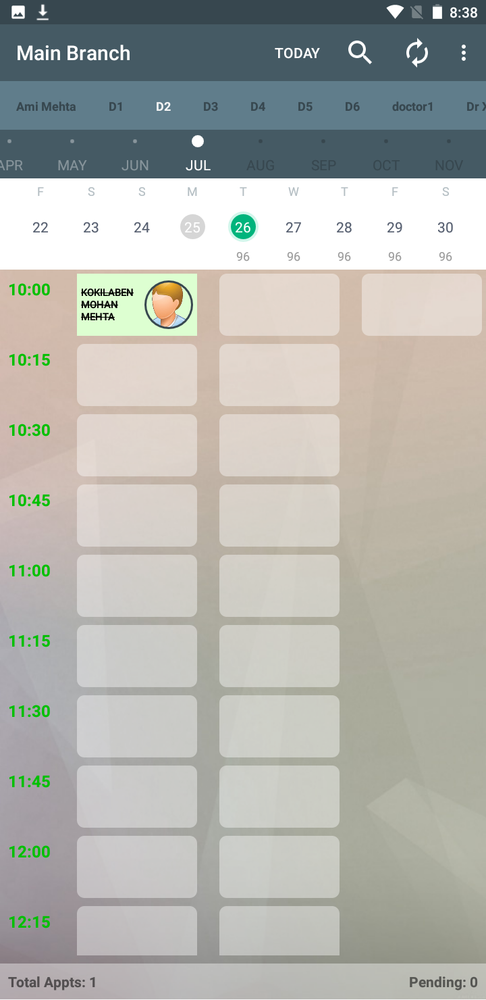 8:38
Main Branch TODAY
Ami Mehta D1 D2 D3 D4 D5 D6 doctor1 Dr X
APR MAY JUN JUL AUG SEP OCT NOV
F S S M T W T F S
22 23 24 25 26 27 28 29 30
96 96 96 96 96
10:00
KOKILABEN
MOHAN
MEHTA
10:15
10:30
10:45
11:00
11:15
11:30
11:45
12:00
12:15
Total Appts: 1 Pending: 0